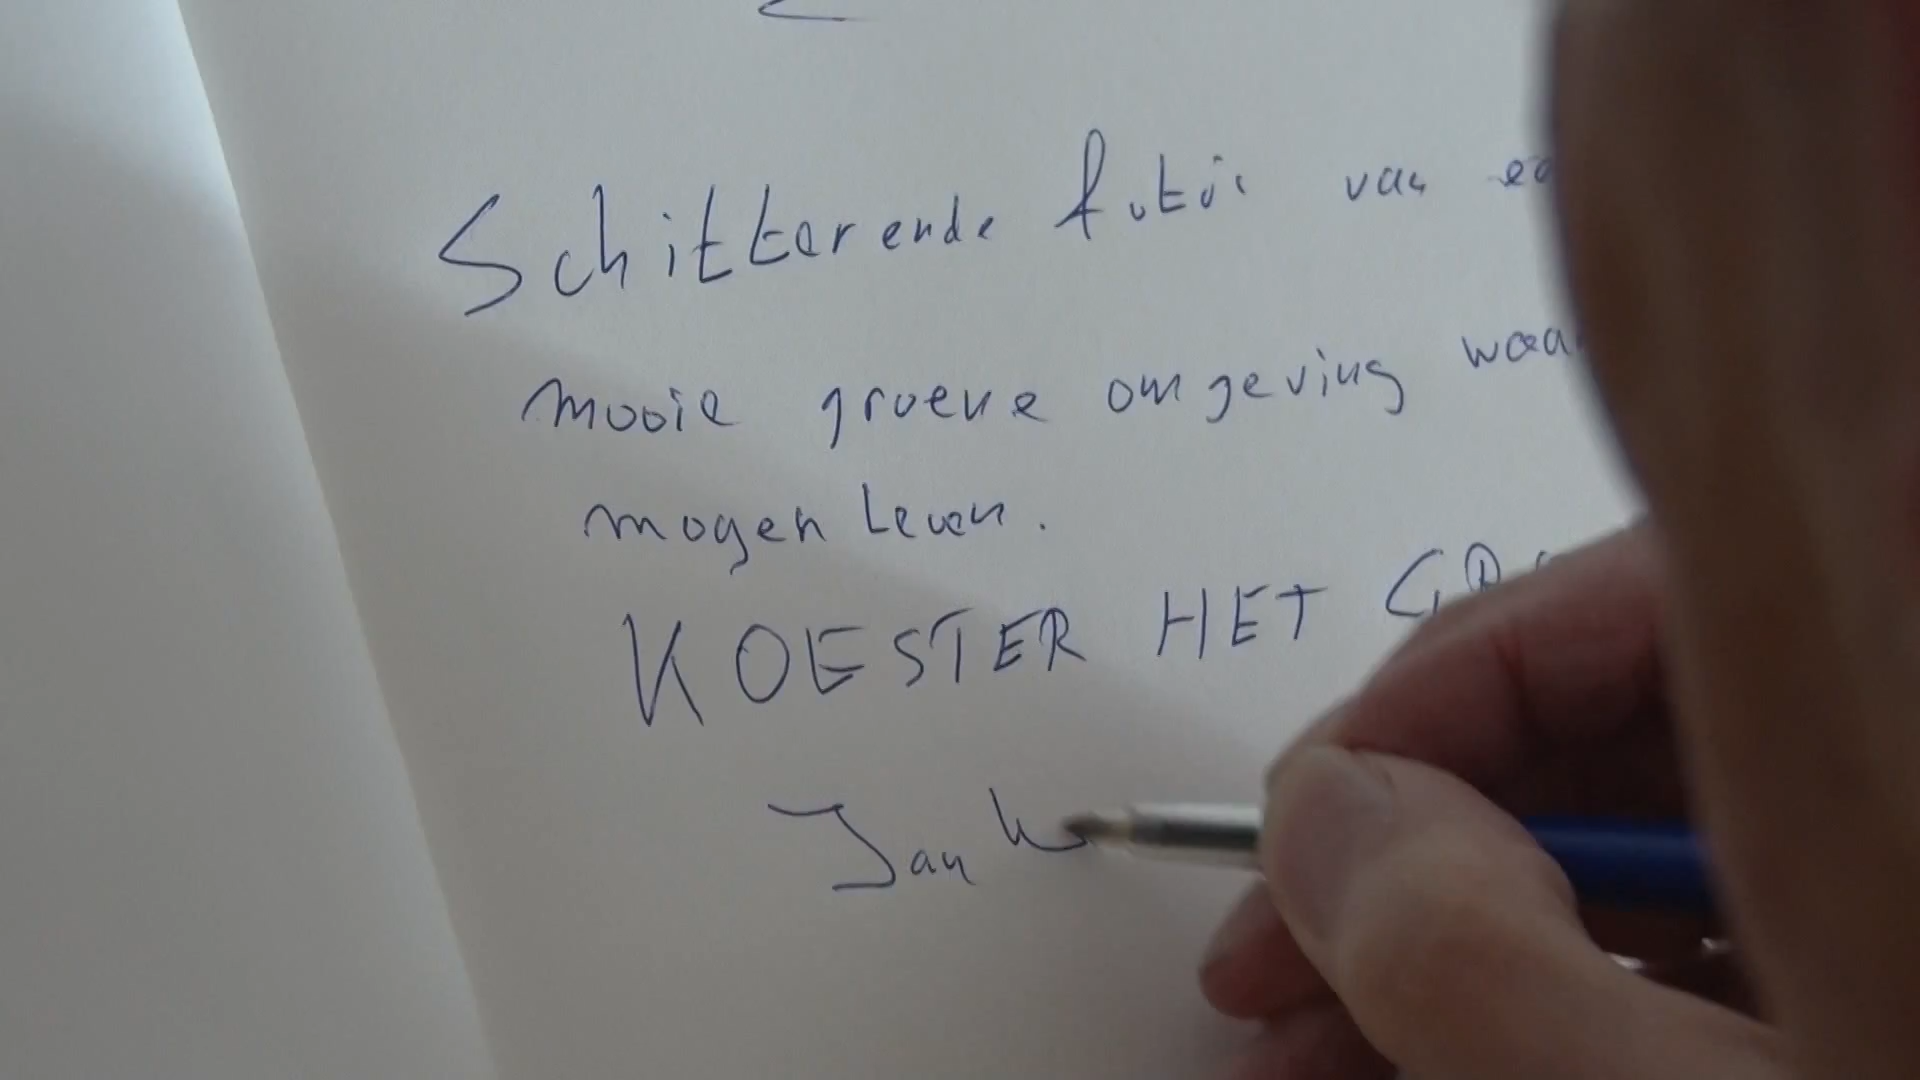 Schitterende foto's van
mooie groene omgeving
mogen leven.
KOESTER HET
Jan